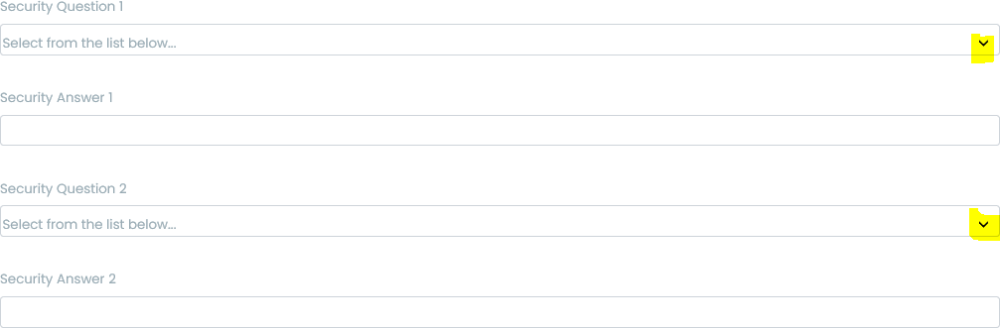 Security Question 1
Select from the list below...
Security Answer 1
Security Question 2
Select from the list below...
Security Answer 2